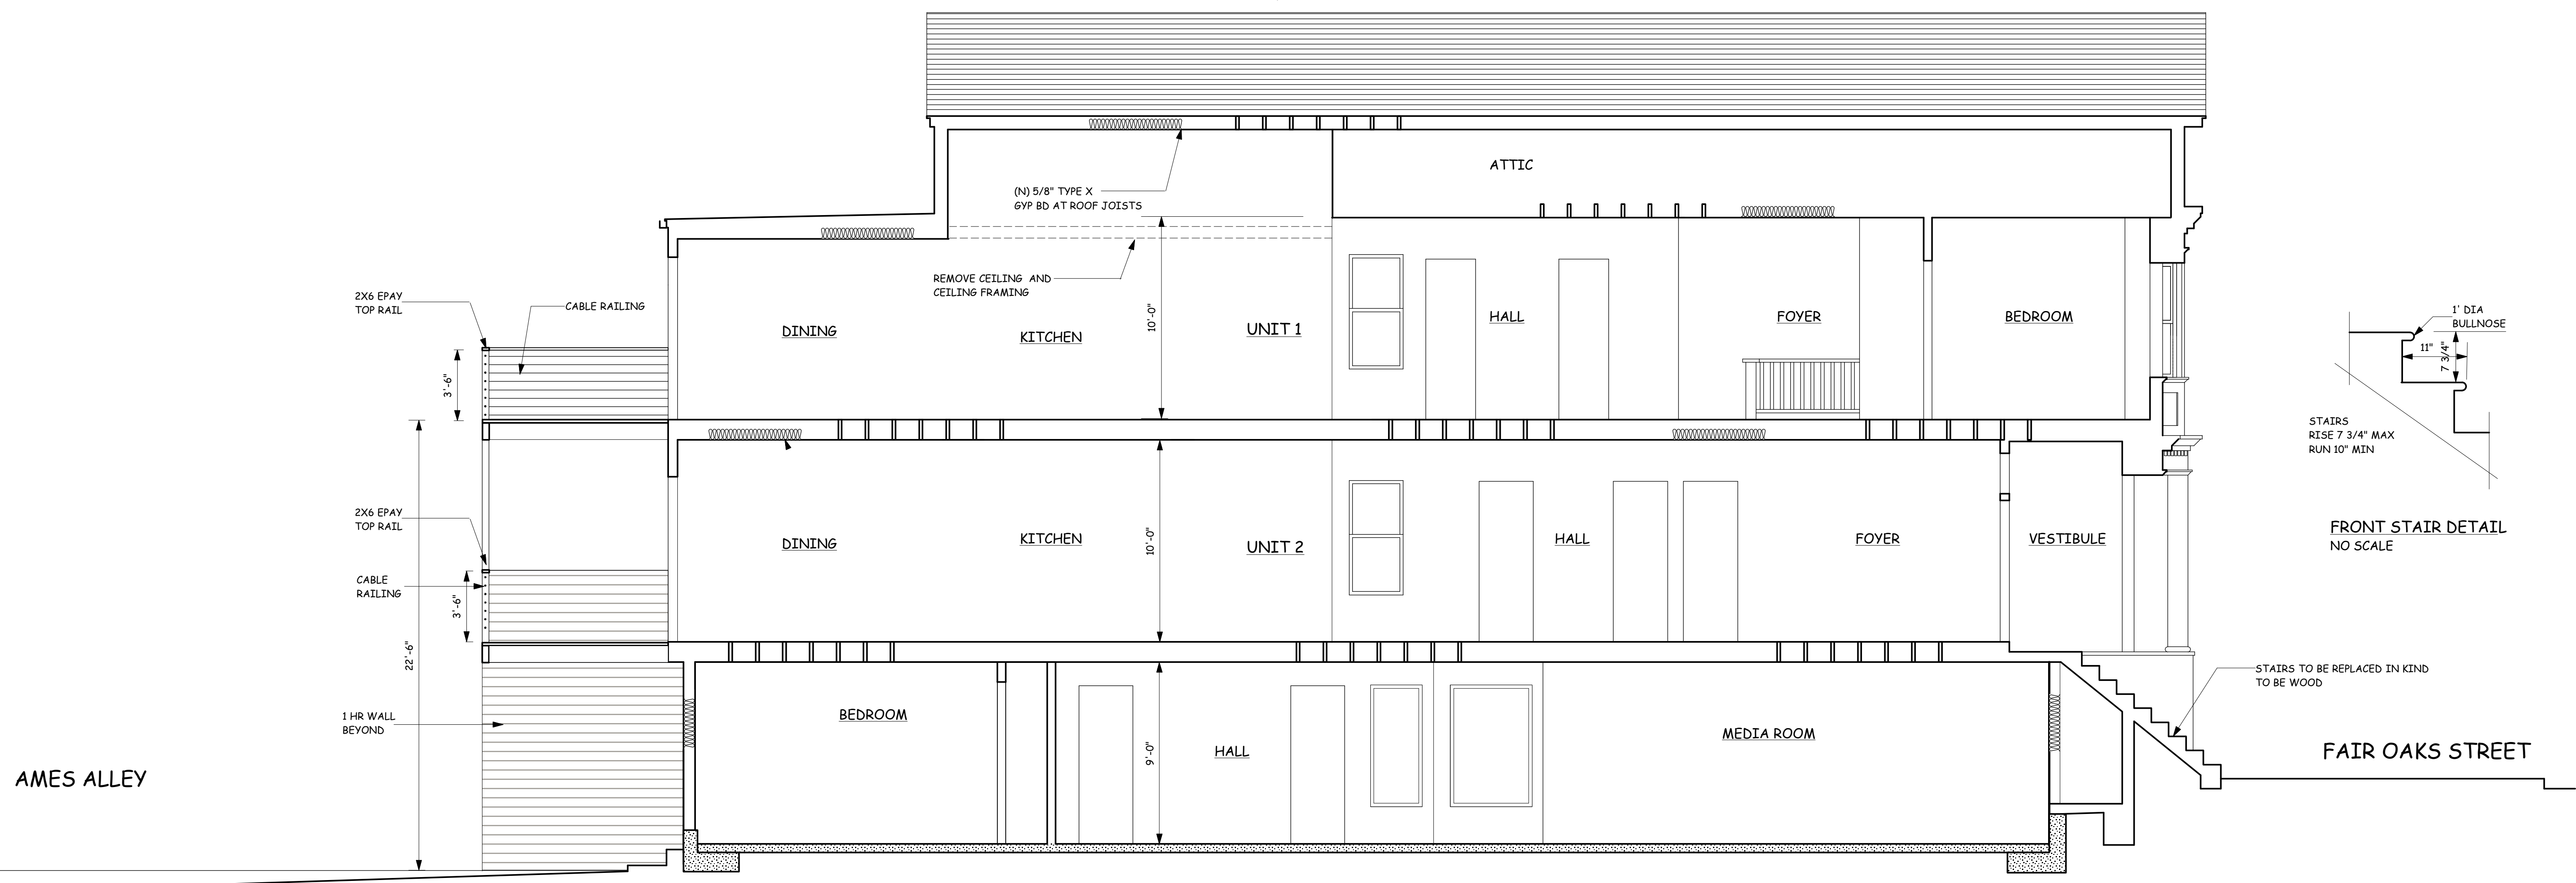 ATTIC
(N) 5/8" TYPE X
GYP BD AT ROOF JOISTS
REMOVE CEILING AND
CEILING FRAMING
2X6 EPAY
TOP RAIL
CABLE RAILING
3'-6"
DINING
KITCHEN
10'-0"
UNIT 1
HALL
FOYER
BEDROOM
1' DIA
BULLNOSE
11"
7 3/4"
STAIRS
RISE 7 3/4" MAX
RUN 10" MIN
FRONT STAIR DETAIL
NO SCALE
2X6 EPAY
TOP RAIL
CABLE
RAILING
3'-6"
22'-6"
DINING
KITCHEN
10'-0"
UNIT 2
HALL
FOYER
VESTIBULE
STAIRS TO BE REPLACED IN KIND
TO BE WOOD
1 HR WALL
BEYOND
BEDROOM
HALL
9'-0"
MEDIA ROOM
AMES ALLEY
FAIR OAKS STREET